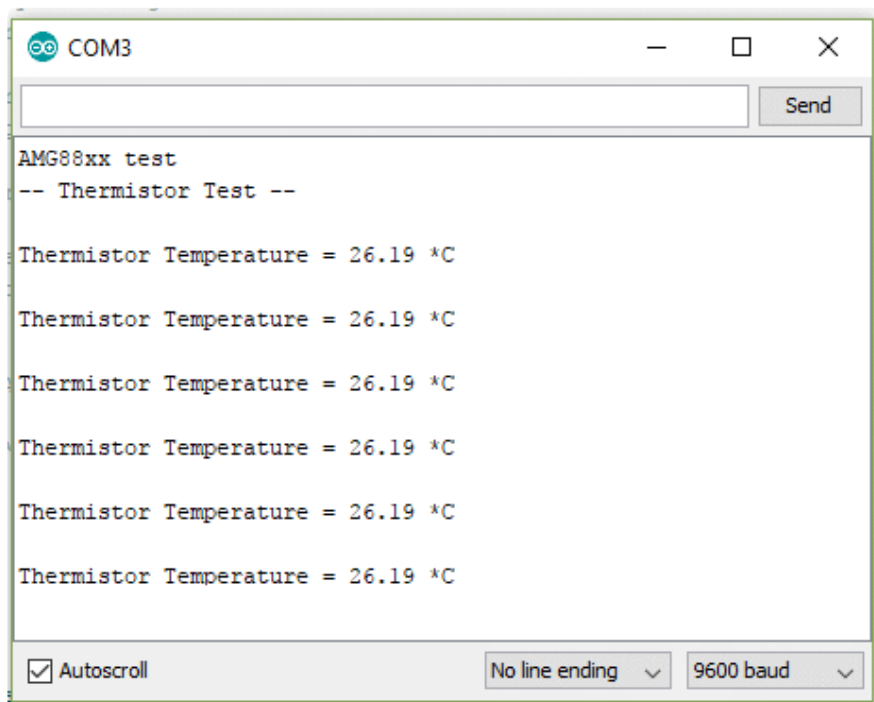 COM3
Send
AMG88xx test
-- Thermistor Test --
Thermistor Temperature = 26.19 *C
Thermistor Temperature = 26.19 *C
Thermistor Temperature = 26.19 *C
Thermistor Temperature = 26.19 *C
Thermistor Temperature = 26.19 *C
Thermistor Temperature = 26.19 *C
Autoscroll
No line ending
9600 baud